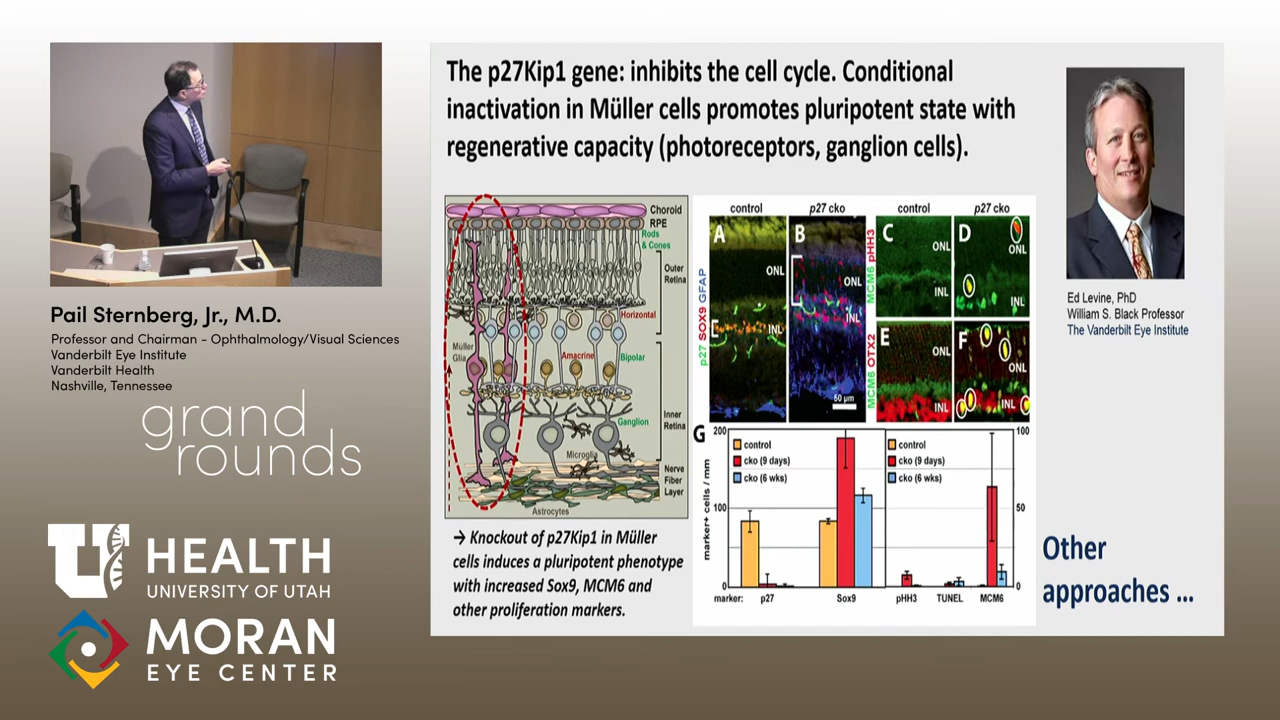 Pail Sternberg, Jr., M.D.
Professor and Chairman - Ophthalmology/Visual Sciences
Vanderbilt Eye Institute
Vanderbilt Health
Nashville, Tennessee
grand
rounds
U HEALTH
UNIVERSITY OF UTAH
MORAN
EYE CENTER
The p27Kip1 gene: inhibits the cell cycle. Conditional
inactivation in Müller cells promotes pluripotent state with
regenerative capacity (photoreceptors, ganglion cells).
Choroid
RPE
Rods
& Cones
Outer
Retina
Horizontal
Müller
Glia
Amacrine
Bipolar
Ganglion
Inner
Retina
Microglia
Nerve
Fiber
Layer
Astrocytes
→ Knockout of p27Kip1 in Müller
cells induces a pluripotent phenotype
with increased Sox9, MCM6 and
other proliferation markers.
control
p27 cko
control
p27 cko
p27 SOX9 GFAP
A
ONL
INL
B
ONL
INL
50 µm
MCM6 pHH3
C
ONL
INL
D
ONL
INL
MCM6 OTX2
E
ONL
INL
F
ONL
INL
G
marker+ cells / mm
200
100
0
control
cko (9 days)
cko (6 wks)
control
cko (9 days)
cko (6 wks)
100
50
0
marker: p27 Sox9 pHH3 TUNEL MCM6
Ed Levine, PhD
William S. Black Professor
The Vanderbilt Eye Institute
Other
approaches ...